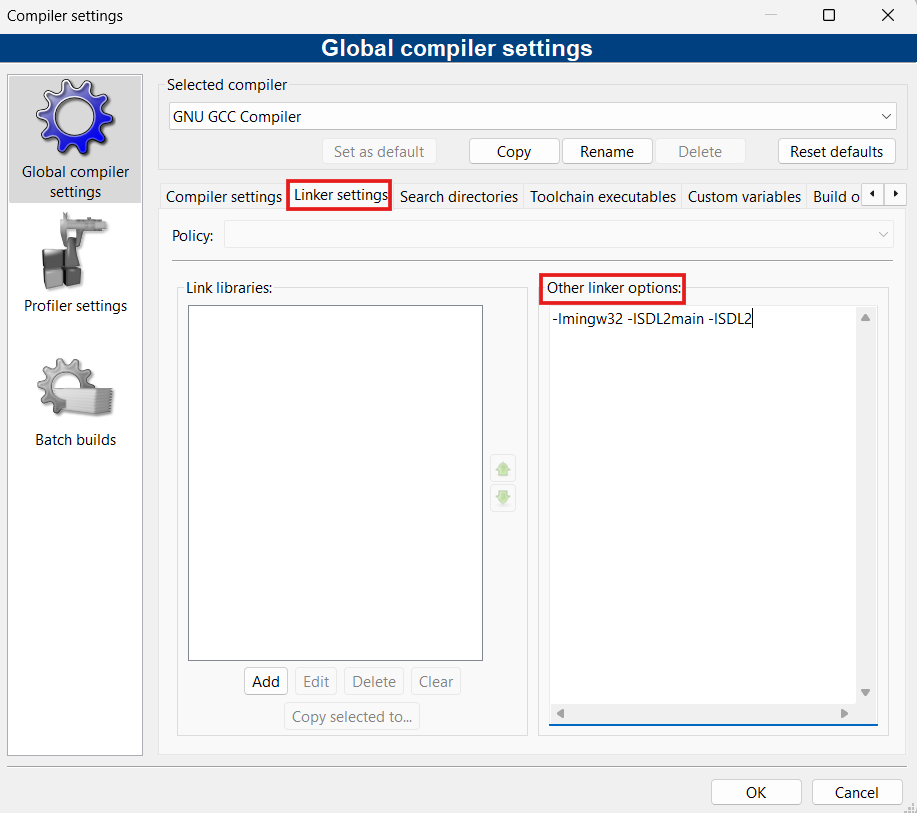 Compiler settings
Global compiler settings
Global compiler
settings
Profiler settings
Batch builds
Selected compiler
GNU GCC Compiler
Set as default
Copy
Rename
Delete
Reset defaults
Compiler settings
Linker settings
Search directories
Toolchain executables
Custom variables
Build o
Policy:
Link libraries:
Add
Edit
Delete
Clear
Copy selected to...
Other linker options:
-lmingw32 -lSDL2main -lSDL2
OK
Cancel